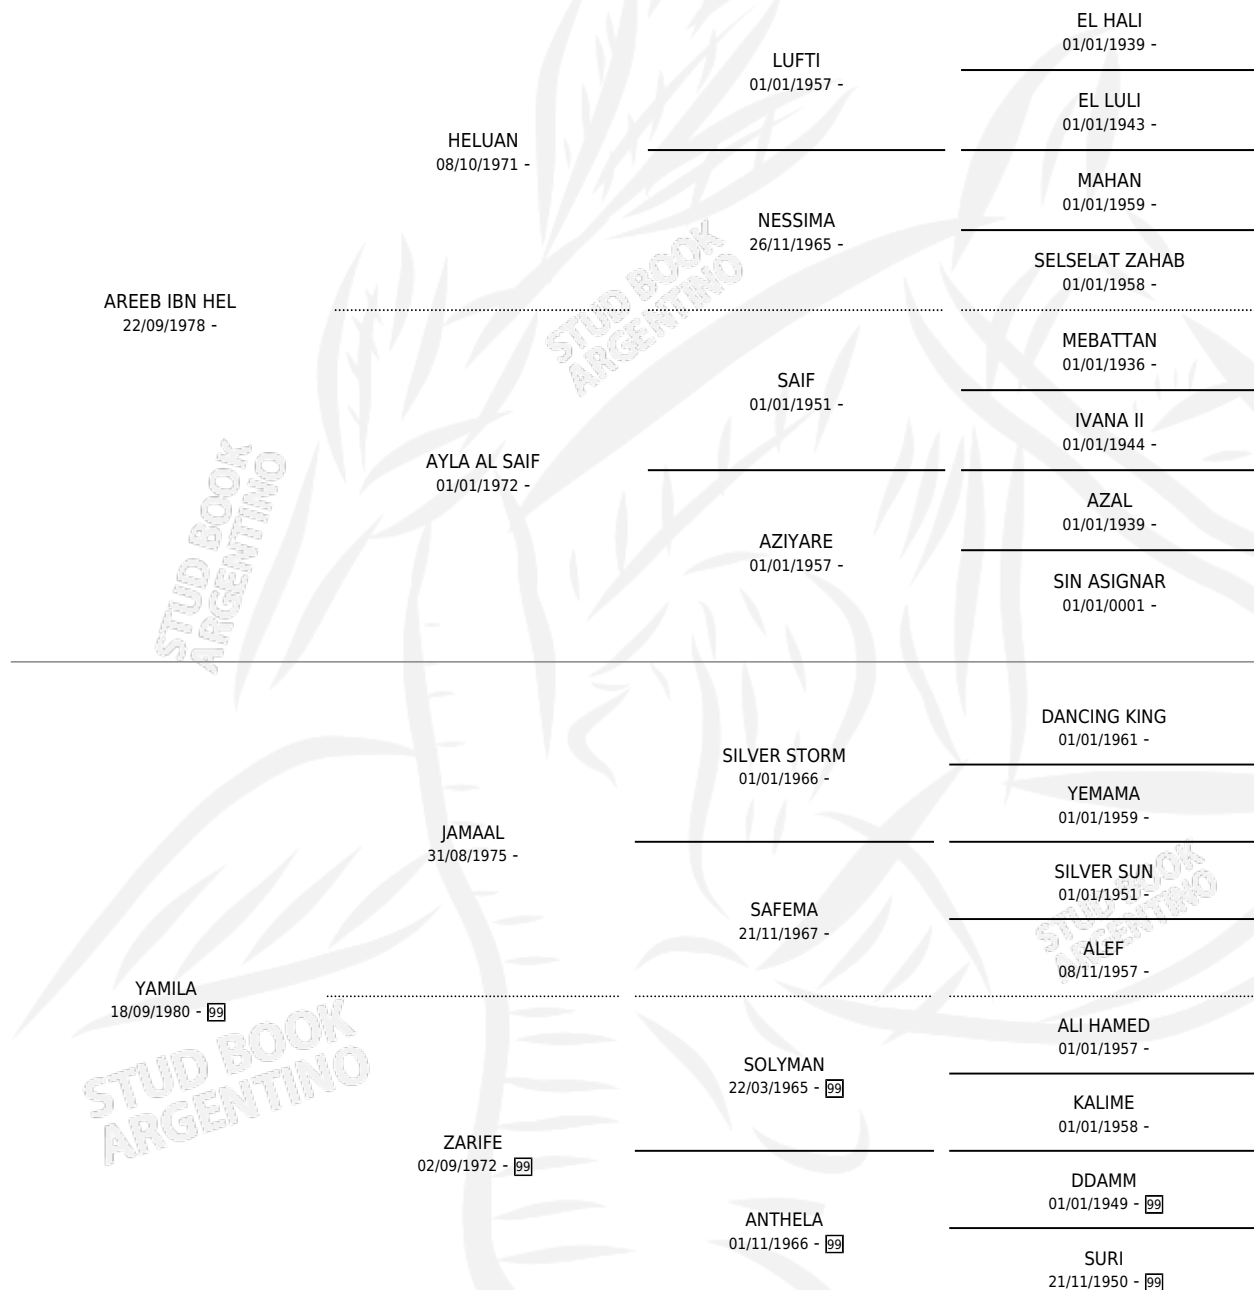 EL HALI
01/01/1939 -
LUFTI
01/01/1957 -
EL LULI
01/01/1943 -
HELUAN
08/10/1971 -
MAHAN
01/01/1959 -
NESSIMA
26/11/1965 -
SELSELAT ZAHAB
01/01/1958 -
AREEB IBN HEL
22/09/1978 -
MEBATTAN
01/01/1936 -
SAIF
01/01/1951 -
IVANA II
01/01/1944 -
AYLA AL SAIF
01/01/1972 -
AZAL
01/01/1939 -
AZIYARE
01/01/1957 -
SIN ASIGNAR
01/01/0001 -
DANCING KING
01/01/1961 -
SILVER STORM
01/01/1966 -
YEMAMA
01/01/1959 -
JAMAAL
31/08/1975 -
SILVER SUN
01/01/1951 -
SAFEMA
21/11/1967 -
ALEF
08/11/1957 -
YAMILA
18/09/1980 - 99
ALI HAMED
01/01/1957 -
SOLYMAN
22/03/1965 - 99
KALIME
01/01/1958 -
ZARIFE
02/09/1972 - 99
DDAMM
01/01/1949 - 99
ANTHELA
01/11/1966 - 99
SURI
21/11/1950 - 99
STUD BOOK
ARGENTINO
STUD BOOK
ARGENTINO
STUD BOOK
ARGENTINO
STUD BOOK
ARGENTINO